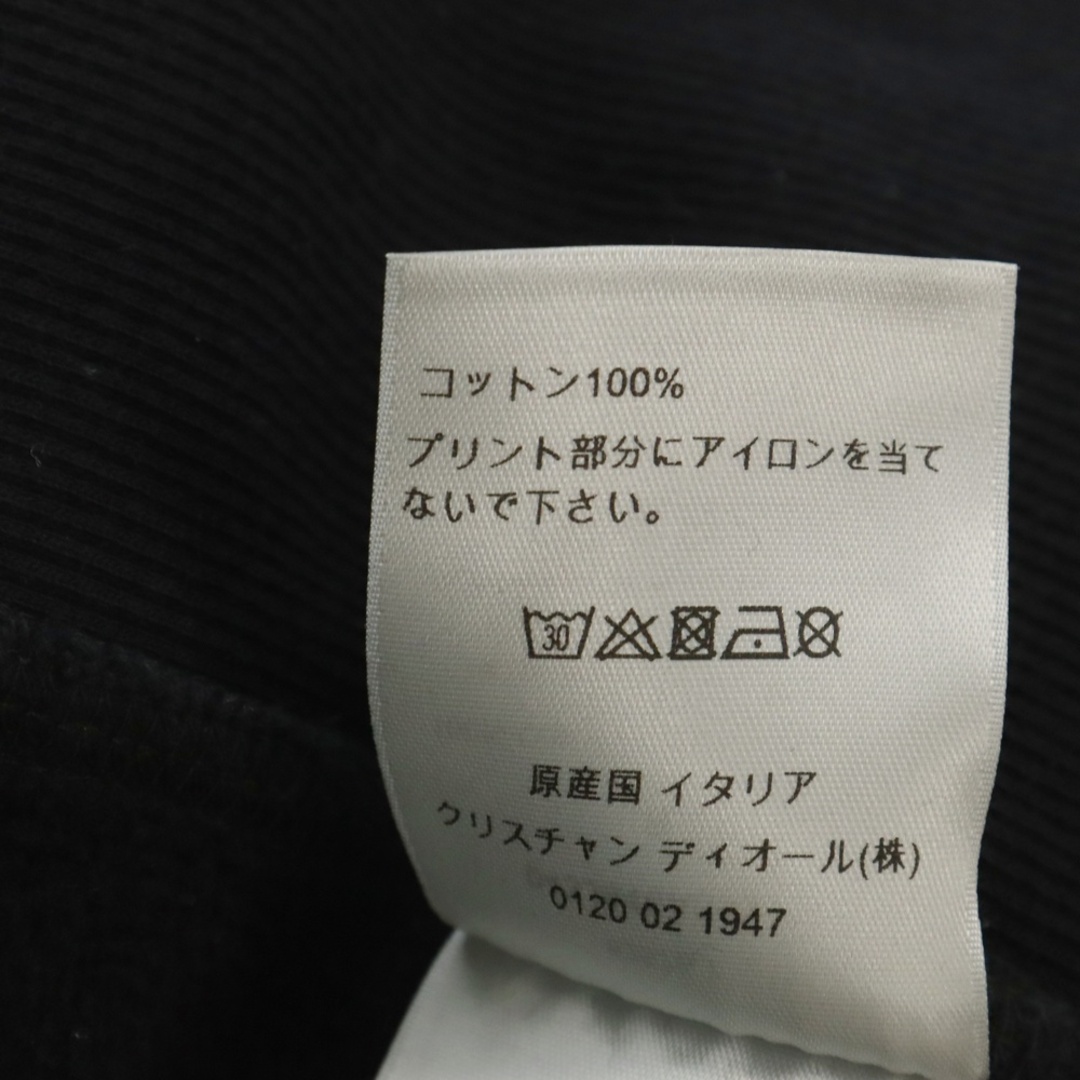 コットン100%
プリント部分にアイロンを当て
ないで下さい。
30
原産国 イタリア
クリスチャン ディオール(株)
0120 02 1947